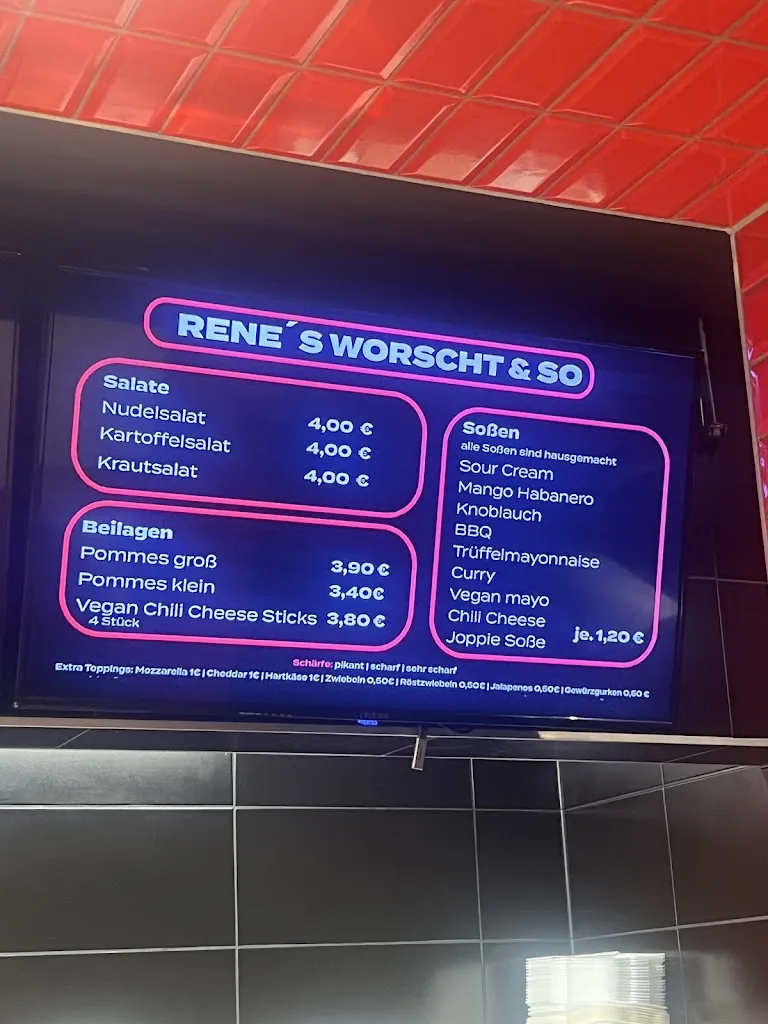 RENE´S WORSCHT & SO
Salate
Nudelsalat 4,00 €
Kartoffelsalat 4,00 €
Krautsalat 4,00 €
Beilagen
Pommes groß 3,90 €
Pommes klein 3,40€
Vegan Chili Cheese Sticks 3,80 €
4 Stück
Soßen
alle Soßen sind hausgemacht
Sour Cream
Mango Habanero
Knoblauch
BBQ
Trüffelmayonnaise
Curry
Vegan mayo
Chili Cheese
Joppie Soße je.1,20 €
Schärfe: pikant | scharf | sehr scharf
Extra Toppings: Mozzarella 1€ | Cheddar 1€ | Hartkäse 1€ | Zwiebeln 0,50€ | Röstzwiebeln 0,50€ | Jalapenos 0,50€ | Gewürzgurken 0,50 €